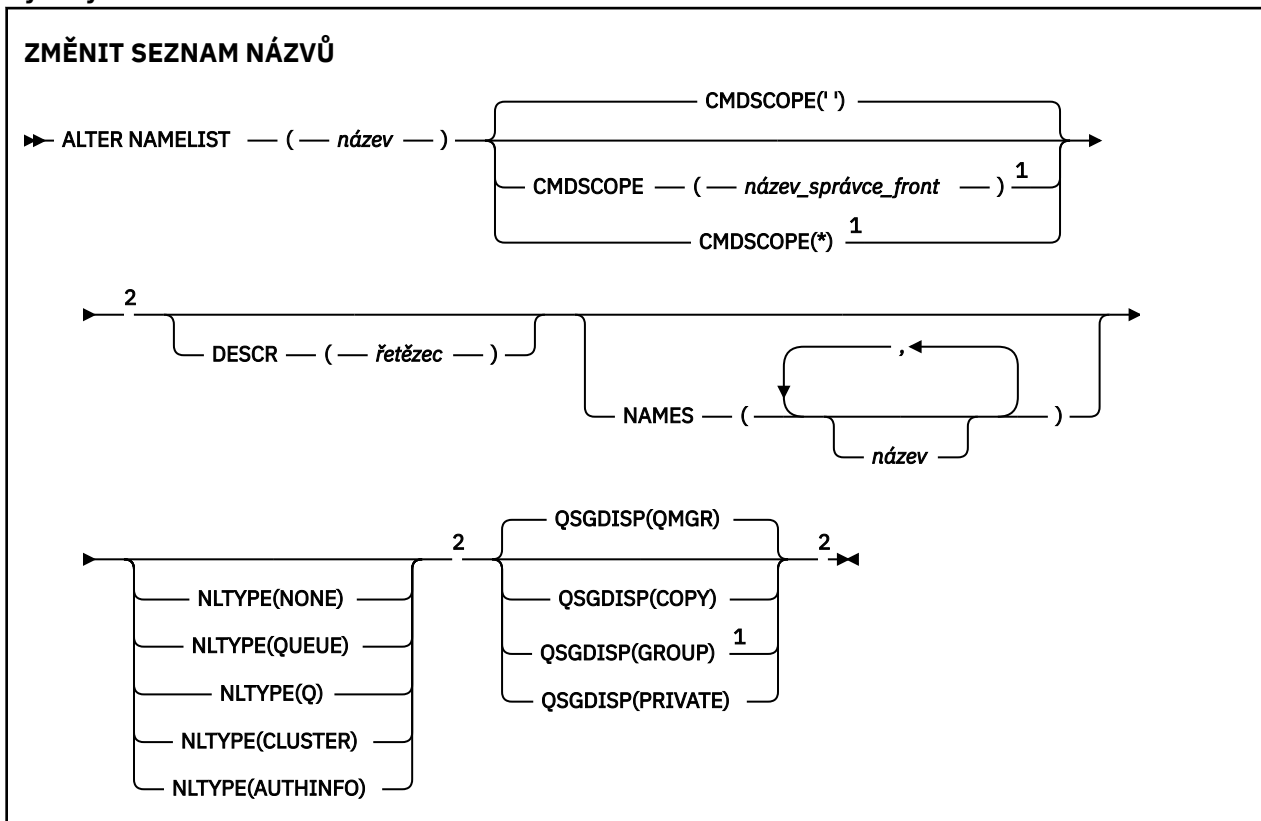 ZMĚNIT SEZNAM NÁZVŮ
CMDSCOPE(' ')
ALTER NAMELIST ( název )
CMDSCOPE ( název_správce_front ) 1
CMDSCOPE(*) 1
2
DESCR ( řetězec )
,
NAMES ( )
název
QSGDISP(QMGR)
2 2
NLTYPE(NONE) QSGDISP(COPY)
NLTYPE(QUEUE) QSGDISP(GROUP) 1
NLTYPE(Q) QSGDISP(PRIVATE)
NLTYPE(CLUSTER)
NLTYPE(AUTHINFO)